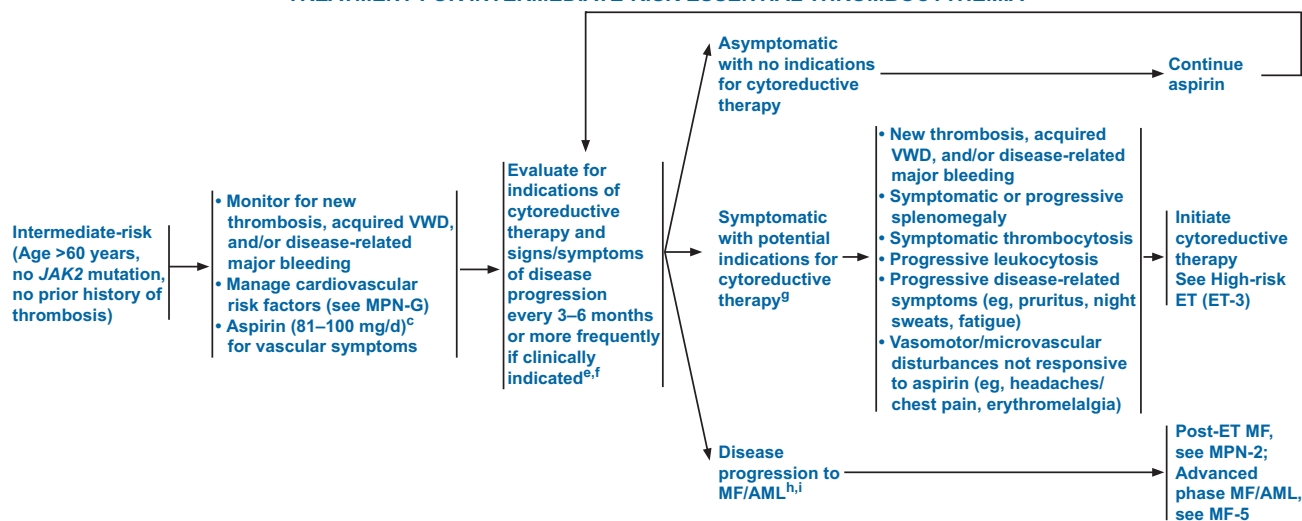 TREATMENT FOR INTERMEDIATE-RISK ESSENTIAL THROMBOCYTHEMIA
Intermediate-risk
(Age >60 years,
no JAK2 mutation,
no prior history of
thrombosis)
• Monitor for new
thrombosis, acquired VWD,
and/or disease-related
major bleeding
• Manage cardiovascular
risk factors (see MPN-G)
• Aspirin (81–100 mg/d)c
for vascular symptoms
Evaluate for
indications of
cytoreductive
therapy and
signs/symptoms
of disease
progression
every 3–6 months
or more frequently
if clinically
indicatede,f
Asymptomatic
with no indications
for cytoreductive
therapy
Continue
aspirin
Symptomatic
with potential
indications for
cytoreductive
therapyg
• New thrombosis, acquired
VWD, and/or disease-related
major bleeding
• Symptomatic or progressive
splenomegaly
• Symptomatic thrombocytosis
• Progressive leukocytosis
• Progressive disease-related
symptoms (eg, pruritus, night
sweats, fatigue)
• Vasomotor/microvascular
disturbances not responsive
to aspirin (eg, headaches/
chest pain, erythromelalgia)
Initiate
cytoreductive
therapy
See High-risk
ET (ET-3)
Disease
progression to
MF/AMLh,i
Post-ET MF,
see MPN-2;
Advanced
phase MF/AML,
see MF-5